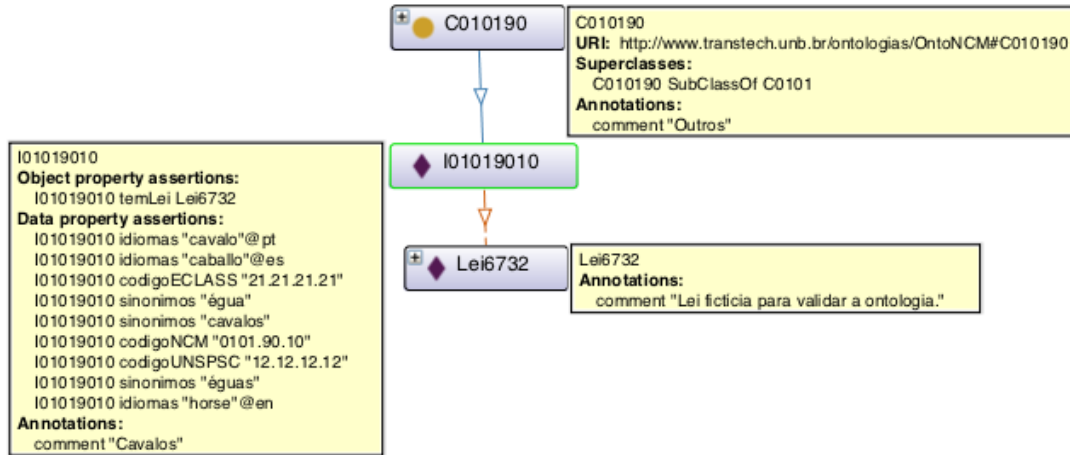 C010190
C010190
URI: http://www.transtech.unb.br/ontologias/OntoNCM#C010190
Superclasses:
C010190 SubClassOf C0101
Annotations:
comment "Outros"
I01019010
I01019010
Object property assertions:
I01019010 temLei Lei6732
Data property assertions:
I01019010 idiomas "cavalo"@pt
I01019010 idiomas "caballo"@es
I01019010 codigoECLASS "21.21.21.21"
I01019010 sinonimos "égua"
I01019010 sinonimos "cavalos"
I01019010 codigoNCM "0101.90.10"
I01019010 codigoUNSPSC "12.12.12.12"
I01019010 sinonimos "éguas"
I01019010 idiomas "horse"@en
Annotations:
comment "Cavalos"
Lei6732
Lei6732
Annotations:
comment "Lei fictícia para validar a ontologia."